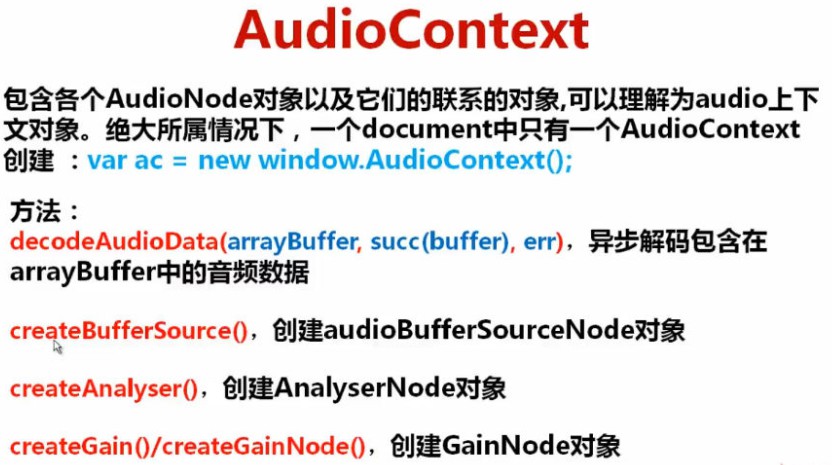 AudioContext
包含各个AudioNode对象以及它们的联系的对象,可以理解为audio上下
文对象。绝大所属情况下，一个document中只有一个AudioContext
创建 ：var ac = new window.AudioContext();
方法：
decodeAudioData(arrayBuffer, succ(buffer), err)，异步解码包含在
arrayBuffer中的音频数据
createBufferSource()，创建audioBufferSourceNode对象
createAnalyser()，创建AnalyserNode对象
createGain()/createGainNode()，创建GainNode对象